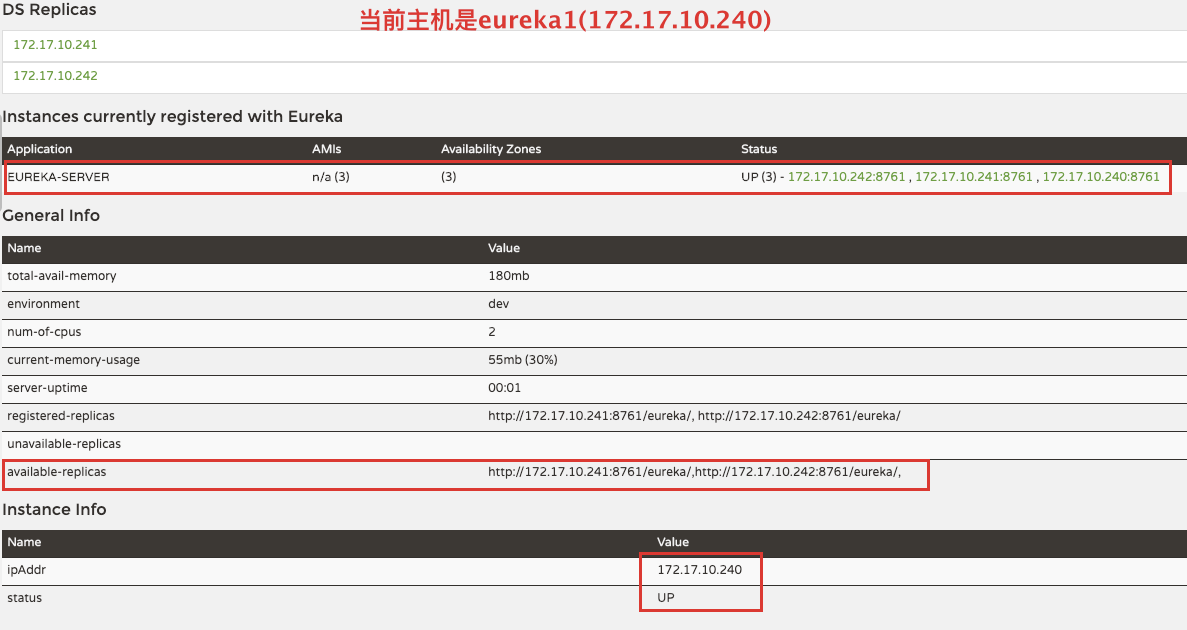 DS Replicas
当前主机是eureka1(172.17.10.240)
172.17.10.241
172.17.10.242
Instances currently registered with Eureka
Application AMIs Availability Zones Status
EUREKA-SERVER n/a (3) (3) UP (3) - 172.17.10.242:8761 , 172.17.10.241:8761 , 172.17.10.240:8761
General Info
Name Value
total-avail-memory 180mb
environment dev
num-of-cpus 2
current-memory-usage 55mb (30%)
server-uptime 00:01
registered-replicas http://172.17.10.241:8761/eureka/, http://172.17.10.242:8761/eureka/
unavailable-replicas
available-replicas http://172.17.10.241:8761/eureka/,http://172.17.10.242:8761/eureka/,
Instance Info
Name Value
ipAddr 172.17.10.240
status UP